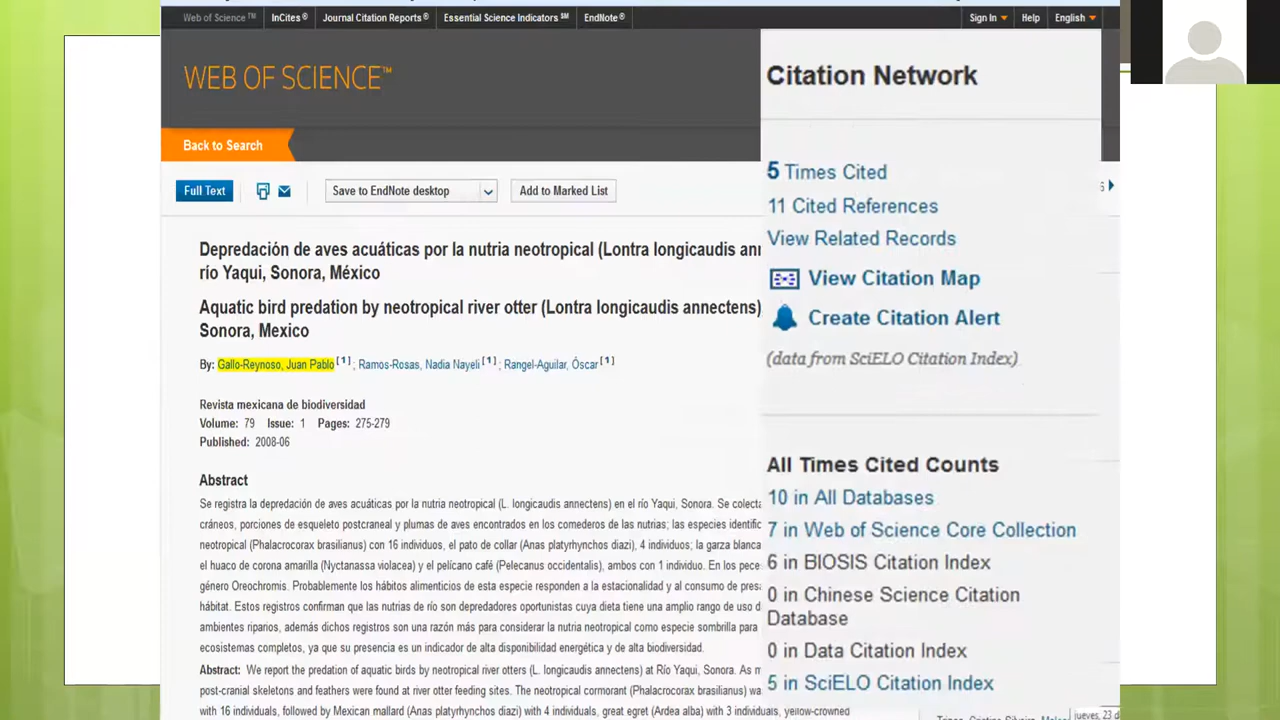 Web of Science™ InCites® Journal Citation Reports® Essential Science Indicators℠ EndNote® Sign In Help English
WEB OF SCIENCE™
Back to Search
Full Text Save to EndNote desktop Add to Marked List
Depredación de aves acuáticas por la nutria neotropical (Lontra longicaudis
río Yaqui, Sonora, México
Aquatic bird predation by neotropical river otter (Lontra longicaudis annectens),
Sonora, Mexico
By: Gallo-Reynoso, Juan Pablo [1] ; Ramos-Rosas, Nadia Nayeli [1] ; Rangel-Aguilar, Óscar [1]
Revista mexicana de biodiversidad
Volume: 79 Issue: 1 Pages: 275-279
Published: 2008-06
Abstract
Se registra la depredación de aves acuáticas por la nutria neotropical (L. longicaudis annectens) en el río Yaqui, Sonora. Se
cráneos, porciones de esqueleto postcraneal y plumas de aves encontrados en los comederos de las nutrias; las especies
neotropical (Phalacrocorax brasilianus) con 16 individuos, el pato de collar (Anas platyrhynchos diazi), 4 individuos; la garza blanca
el huaco de corona amarilla (Nyctanassa violacea) y el pelícano café (Pelecanus occidentalis), ambos con 1 individuo. En los
género Oreochromis. Probablemente los hábitos alimenticios de esta especie responden a la estacionalidad y al consumo de
hábitat. Estos registros confirman que las nutrias de río son depredadores oportunistas cuya dieta tiene una amplio rango de uso
ambientes riparios, además dichos registros son una razón más para considerar la nutria neotropical como especie sombrilla para
ecosistemas completos, ya que su presencia es un indicador de alta disponibilidad energética y de alta biodiversidad.
Abstract: We report the predation of aquatic birds by neotropical river otters (L. longicaudis annectens) at Río Yaqui, Sonora. As
post-cranial skeletons and feathers were found at river otter feeding sites. The neotropical cormorant (Phalacrocorax brasilianus)
with 16 individuals, followed by Mexican mallard (Anas platyrhynchos diazi) with 4 individuals, great egret (Ardea alba) with 3 individuals, yellow-crowned
Citation Network
5 Times Cited
11 Cited References
View Related Records
View Citation Map
Create Citation Alert
(data from SciELO Citation Index)
All Times Cited Counts
10 in All Databases
7 in Web of Science Core Collection
6 in BIOSIS Citation Index
0 in Chinese Science Citation
Database
0 in Data Citation Index
5 in SciELO Citation Index
jueves, 23